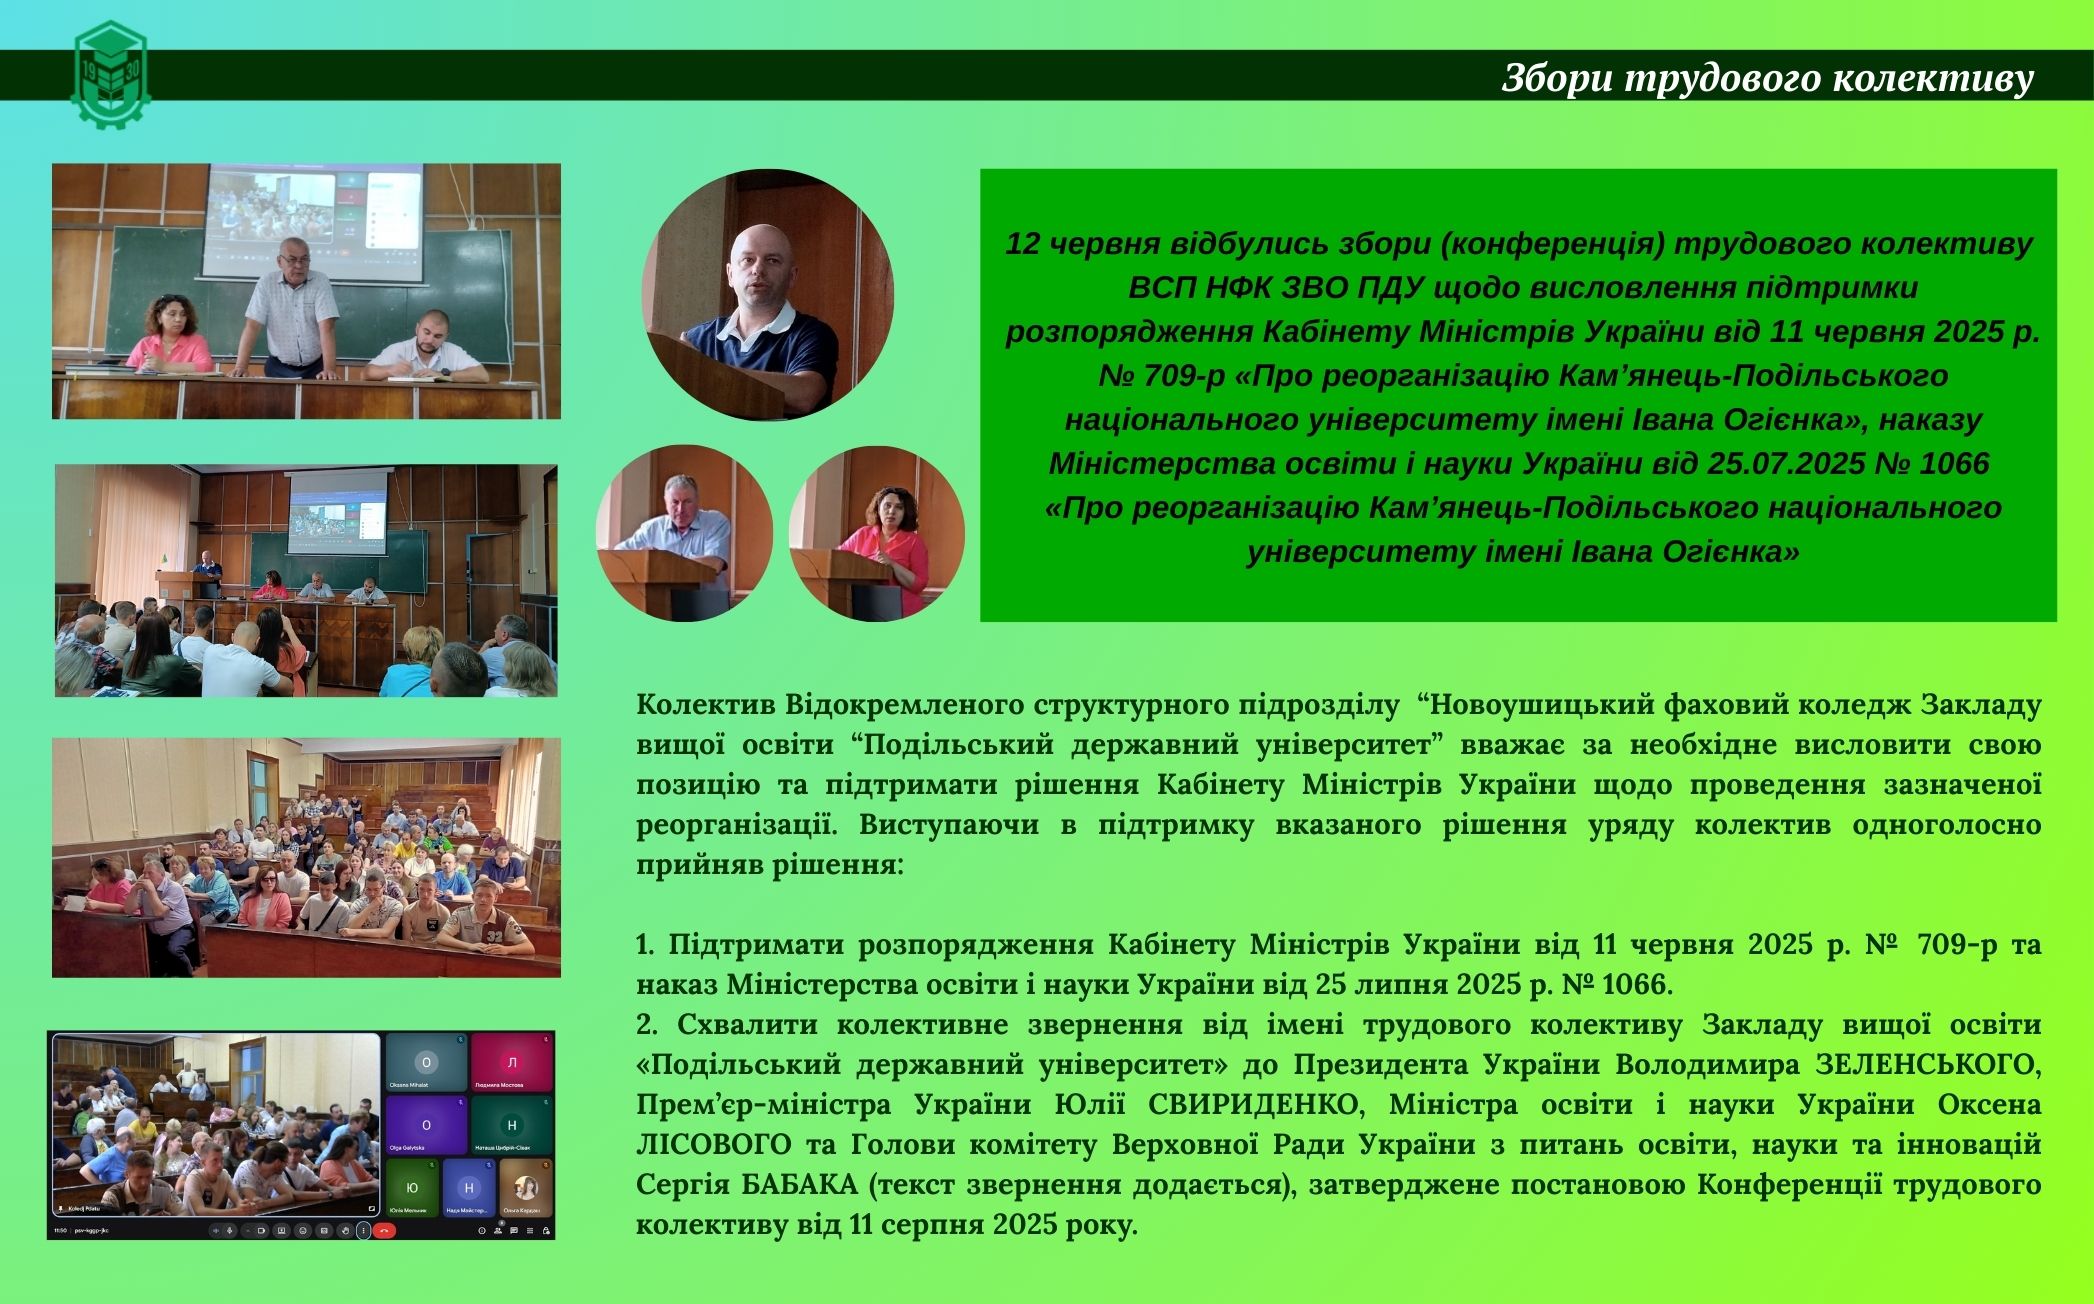 19 30
Збори трудового колективу
12 червня відбулись збори (конференція) трудового колективу
ВСП НФК ЗВО ПДУ щодо висловлення підтримки
розпорядження Кабінету Міністрів України від 11 червня 2025 р.
№ 709-р «Про реорганізацію Кам’янець-Подільського
національного університету імені Івана Огієнка», наказу
Міністерства освіти і науки України від 25.07.2025 № 1066
«Про реорганізацію Кам’янець-Подільського національного
університету імені Івана Огієнка»
Колектив Відокремленого структурного підрозділу “Новоушицький фаховий коледж Закладу
вищої освіти “Подільський державний університет” вважає за необхідне висловити свою
позицію та підтримати рішення Кабінету Міністрів України щодо проведення зазначеної
реорганізації. Виступаючи в підтримку вказаного рішення уряду колектив одноголосно
прийняв рішення:
1. Підтримати розпорядження Кабінету Міністрів України від 11 червня 2025 р. № 709-р та
наказ Міністерства освіти і науки України від 25 липня 2025 р. № 1066.
2. Схвалити колективне звернення від імені трудового колективу Закладу вищої освіти
«Подільський державний університет» до Президента України Володимира ЗЕЛЕНСЬКОГО,
Прем’єр-міністра України Юлії СВИРИДЕНКО, Міністра освіти і науки України Оксена
ЛІСОВОГО та Голови комітету Верховної Ради України з питань освіти, науки та інновацій
Сергія БАБАКА (текст звернення додається), затверджене постановою Конференції трудового
колективу від 11 серпня 2025 року.
32
О
Oksana Mihalat
Л
Людмила Мостова
О
Olga Galytska
Н
Наташа Цибрій-Сівак
Ю
Юлія Мельник
Н
Надя Майстер...
Ольга Кардаш
Koledj Pdatu
11:50 psv-kggp-jkc